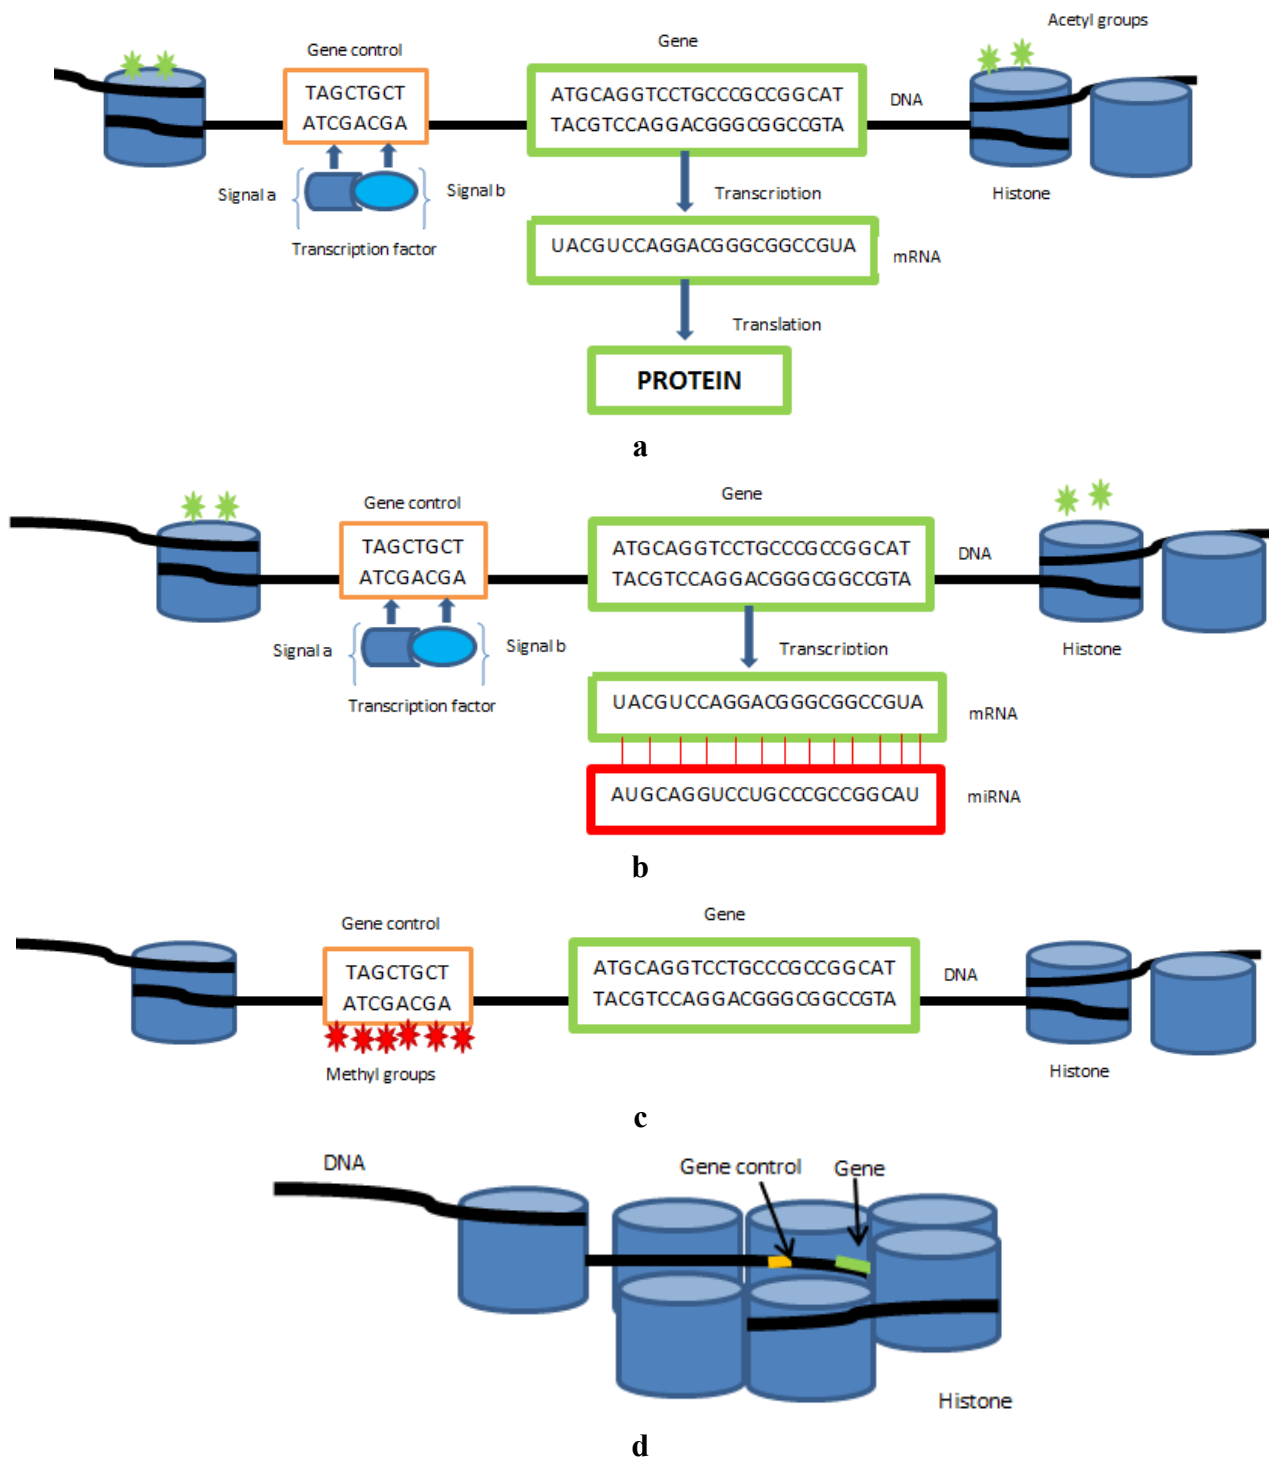 Acetyl groups
Gene control
Gene
TAGCTGCT
ATCGACGA
ATGCAGGTCCTGCCCGCCGGCAT
TACGTCCAGGACGGGCGGCCGTA
DNA
Signal a
Signal b
Transcription factor
Transcription
Histone
UACGUCCAGGACGGGCGGCCGUA
mRNA
Translation
PROTEIN
a
Gene control
Gene
TAGCTGCT
ATCGACGA
ATGCAGGTCCTGCCCGCCGGCAT
TACGTCCAGGACGGGCGGCCGTA
DNA
Signal a
Signal b
Transcription factor
Transcription
Histone
UACGUCCAGGACGGGCGGCCGUA
mRNA
AUGCAGGUCCUGCCCGCCGGCAU
miRNA
b
Gene control
Gene
TAGCTGCT
ATCGACGA
ATGCAGGTCCTGCCCGCCGGCAT
TACGTCCAGGACGGGCGGCCGTA
DNA
Methyl groups
Histone
c
DNA
Gene control
Gene
Histone
d